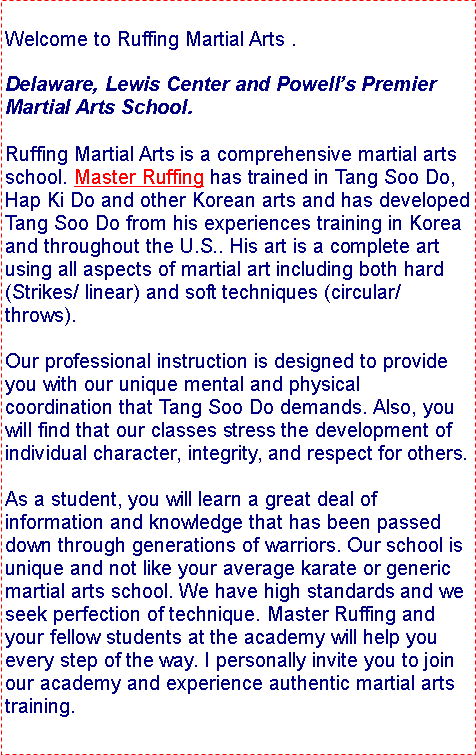 Welcome to Ruffing Martial Arts .
Delaware, Lewis Center and Powell's Premier
Martial Arts School.
Ruffing Martial Arts is a comprehensive martial arts
school. Master Ruffing has trained in Tang Soo Do,
Hap Ki Do and other Korean arts and has developed
Tang Soo Do from his experiences training in Korea
and throughout the U.S.. His art is a complete art
using all aspects of martial art including both hard
(Strikes/ linear) and soft techniques (circular/
throws).
Our professional instruction is designed to provide
you with our unique mental and physical
coordination that Tang Soo Do demands. Also, you
will find that our classes stress the development of
individual character, integrity, and respect for others.
As a student, you will learn a great deal of
information and knowledge that has been passed
down through generations of warriors. Our school is
unique and not like your average karate or generic
martial arts school. We have high standards and we
seek perfection of technique. Master Ruffing and
your fellow students at the academy will help you
every step of the way. I personally invite you to join
our academy and experience authentic martial arts
training.